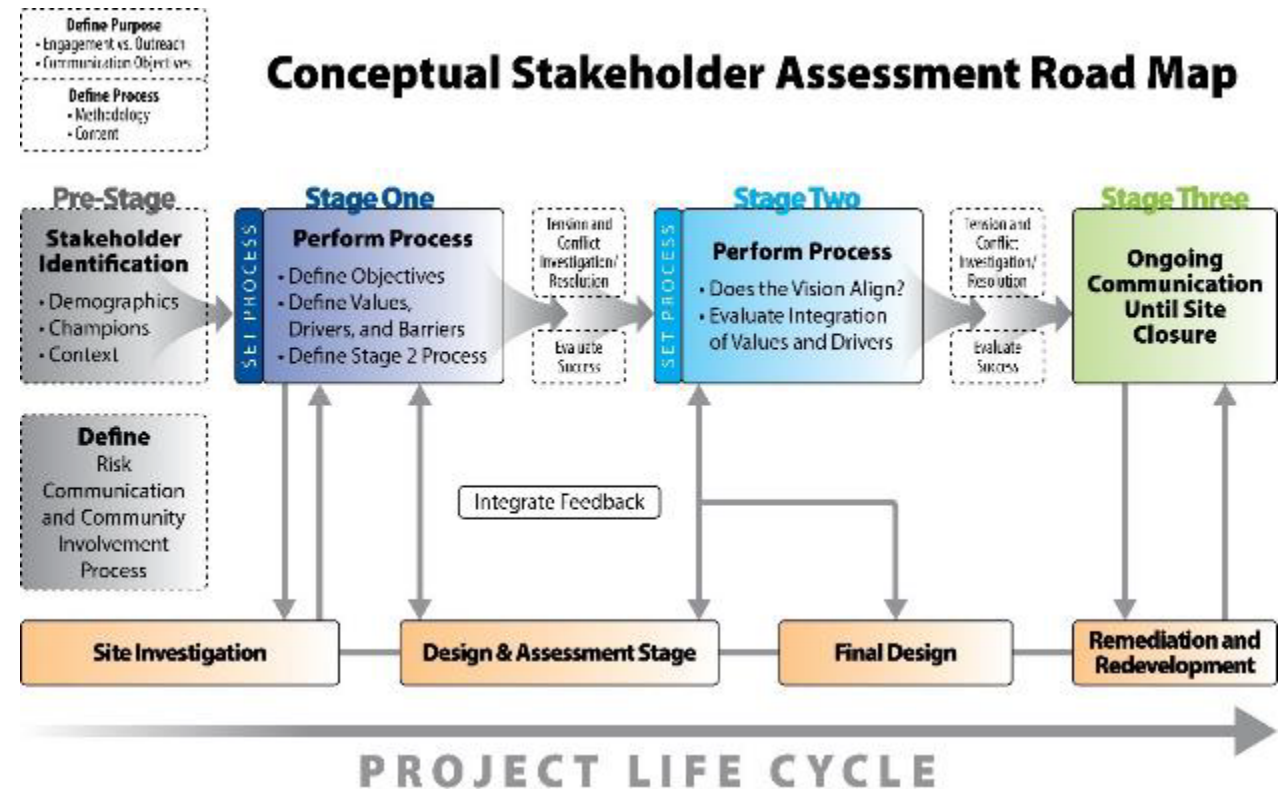 Define Purpose
• Engagement vs. Outreach
• Communication Objectives
Define Process
• Methodology
• Content
Conceptual Stakeholder Assessment Road Map
Pre-Stage
Stakeholder
Identification
• Demographics
• Champions
• Context
Stage One
SET PROCESS
Perform Process
• Define Objectives
• Define Values,
Drivers, and Barriers
• Define Stage 2 Process
Tension and
Conflict
Investigation/
Resolution
Evaluate
Success
Stage Two
SET PROCESS
Perform Process
• Does the Vision Align?
• Evaluate Integration
of Values and Drivers
Tension and
Conflict
Investigation/
Resolution
Evaluate
Success
Stage Three
Ongoing
Communication
Until Site
Closure
Define
Risk
Communication
and Community
Involvement
Process
Integrate Feedback
Site Investigation
Design & Assessment Stage
Final Design
Remediation and
Redevelopment
PROJECT LIFE CYCLE